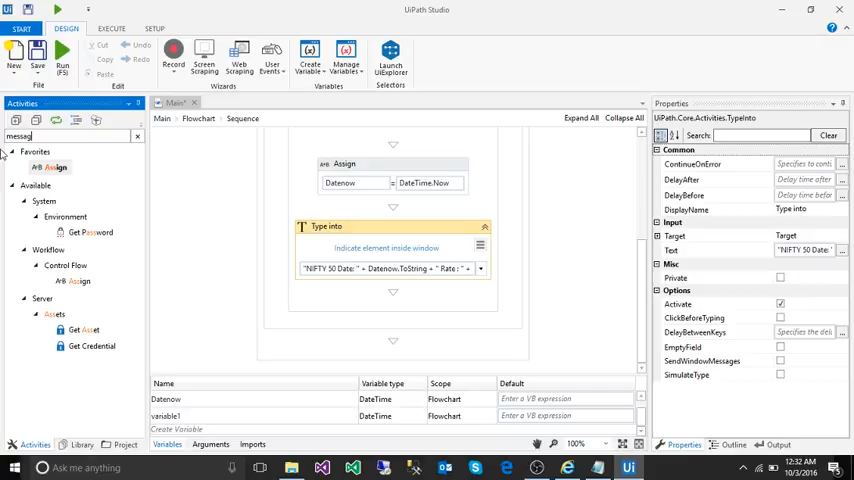 UiPath Studio
START
DESIGN
EXECUTE
SETUP
New
Save
Run
(F5)
Cut
Copy
Paste
Undo
Redo
Record
Screen
Scraping
Web
Scraping
User
Events
Create
Variable
Manage
Variables
Launch
UiExplorer
File
Edit
Wizards
Variables
Selectors
Activities
messag
Favorites
Assign
Available
System
Environment
Get Password
Workflow
Control Flow
Assign
Server
Assets
Get Asset
Get Credential
Activities
Library
Project
Main*
Main
Flowchart
Sequence
Expand All
Collapse All
Assign
Datenow = DateTime.Now
Type into
Indicate element inside window
"NIFTY 50 Date: " + Datenow.ToString + " Rate : " +
Name Variable type Scope Default
Datenow DateTime Flowchart Enter a VB expression
variable1 DateTime Flowchart Enter a VB expression
Create Variable
Variables Arguments Imports
100%
Properties
UiPath.Core.Activities.TypeInto
Search:
Clear
Common
ContinueOnError Specifies to conti ...
DelayAfter Delay time after ...
DelayBefore Delay time befor ...
DisplayName Type into
Input
Target Target
Text "NIFTY 50 Date: ' ...
Misc
Private
Options
Activate
ClickBeforeTyping
DelayBetweenKeys Specifies the dela ...
EmptyField
SendWindowMessages
SimulateType
Properties Outline Output
Ask me anything
Ui
12:32 AM
10/3/2016